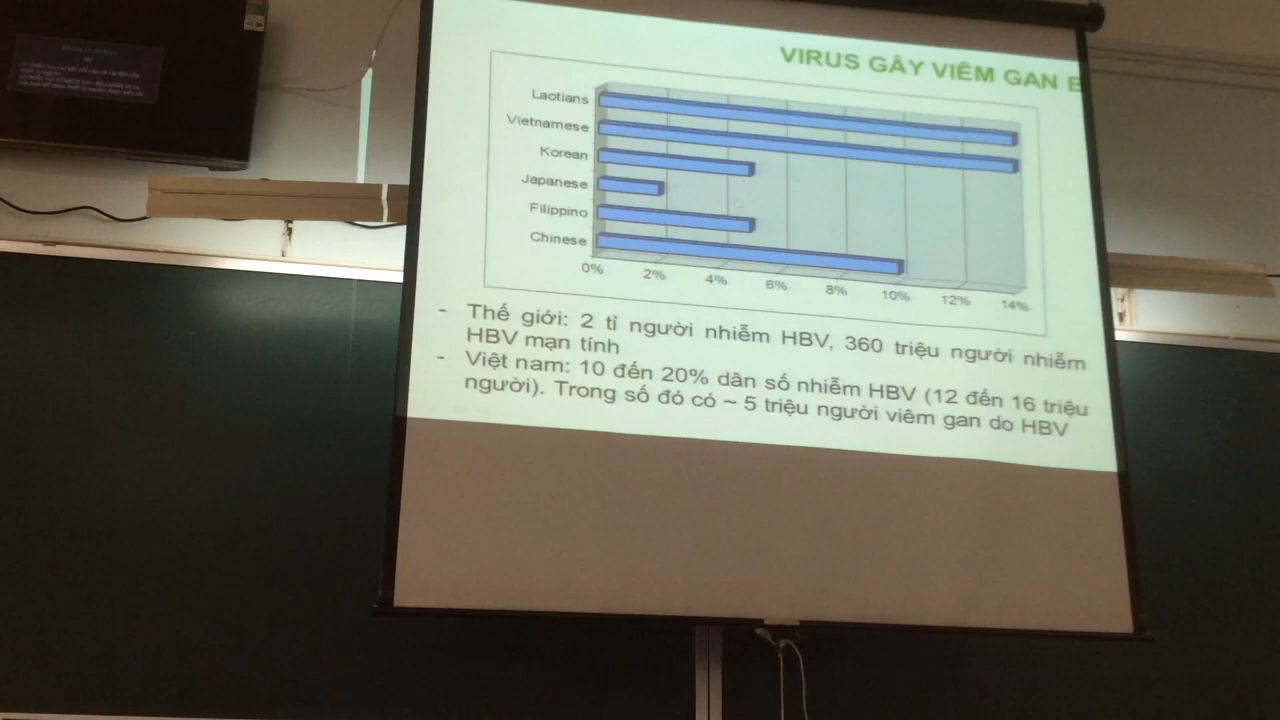 VIRUS GÂY VIÊM GAN B
Laotians
Vietnamese
Korean
Japanese
Filippino
Chinese
0% 2% 4% 6% 8% 10% 12% 14%
- Thế giới: 2 tỉ người nhiễm HBV, 360 triệu người nhiễm
HBV mạn tính
- Việt nam: 10 đến 20% dân số nhiễm HBV (12 đến 16 triệu
người). Trong số đó có ~ 5 triệu người viêm gan do HBV